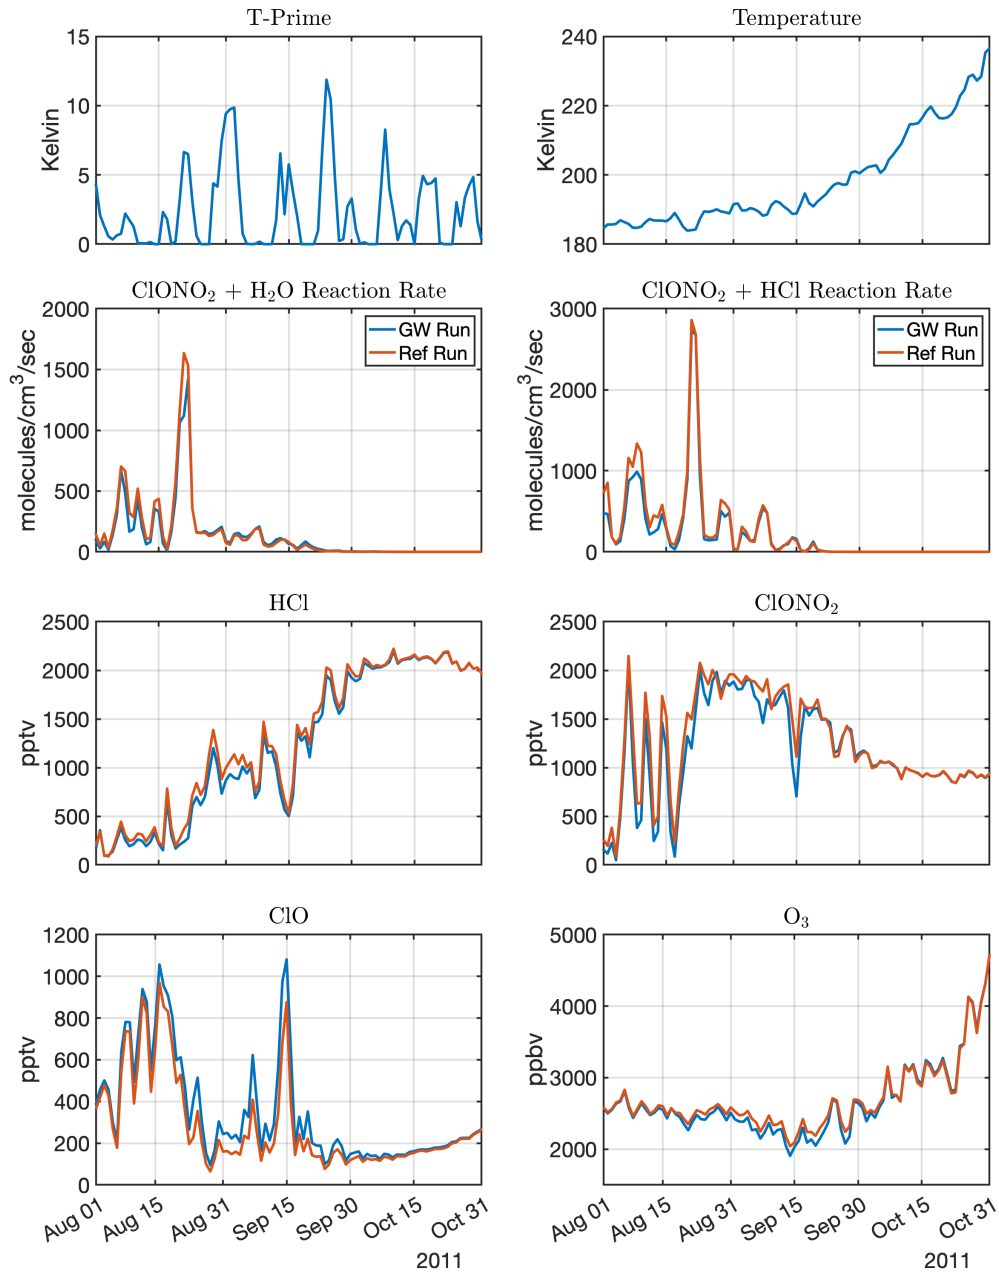 T-Prime
15
10
5
0
Kelvin
Temperature
240
220
200
180
Kelvin
ClONO₂ + H₂O Reaction Rate
2000
1500
1000
500
0
molecules/cm³/sec
GW Run
Ref Run
ClONO₂ + HCl Reaction Rate
3000
2000
1000
0
molecules/cm³/sec
GW Run
Ref Run
HCl
2500
2000
1500
1000
500
0
pptv
ClONO₂
2500
2000
1500
1000
500
0
pptv
ClO
1200
1000
800
600
400
200
0
pptv
Aug 01 Aug 15 Aug 31 Sep 15 Sep 30 Oct 15 Oct 31
2011
O₃
5000
4000
3000
2000
ppbv
Aug 01 Aug 15 Aug 31 Sep 15 Sep 30 Oct 15 Oct 31
2011